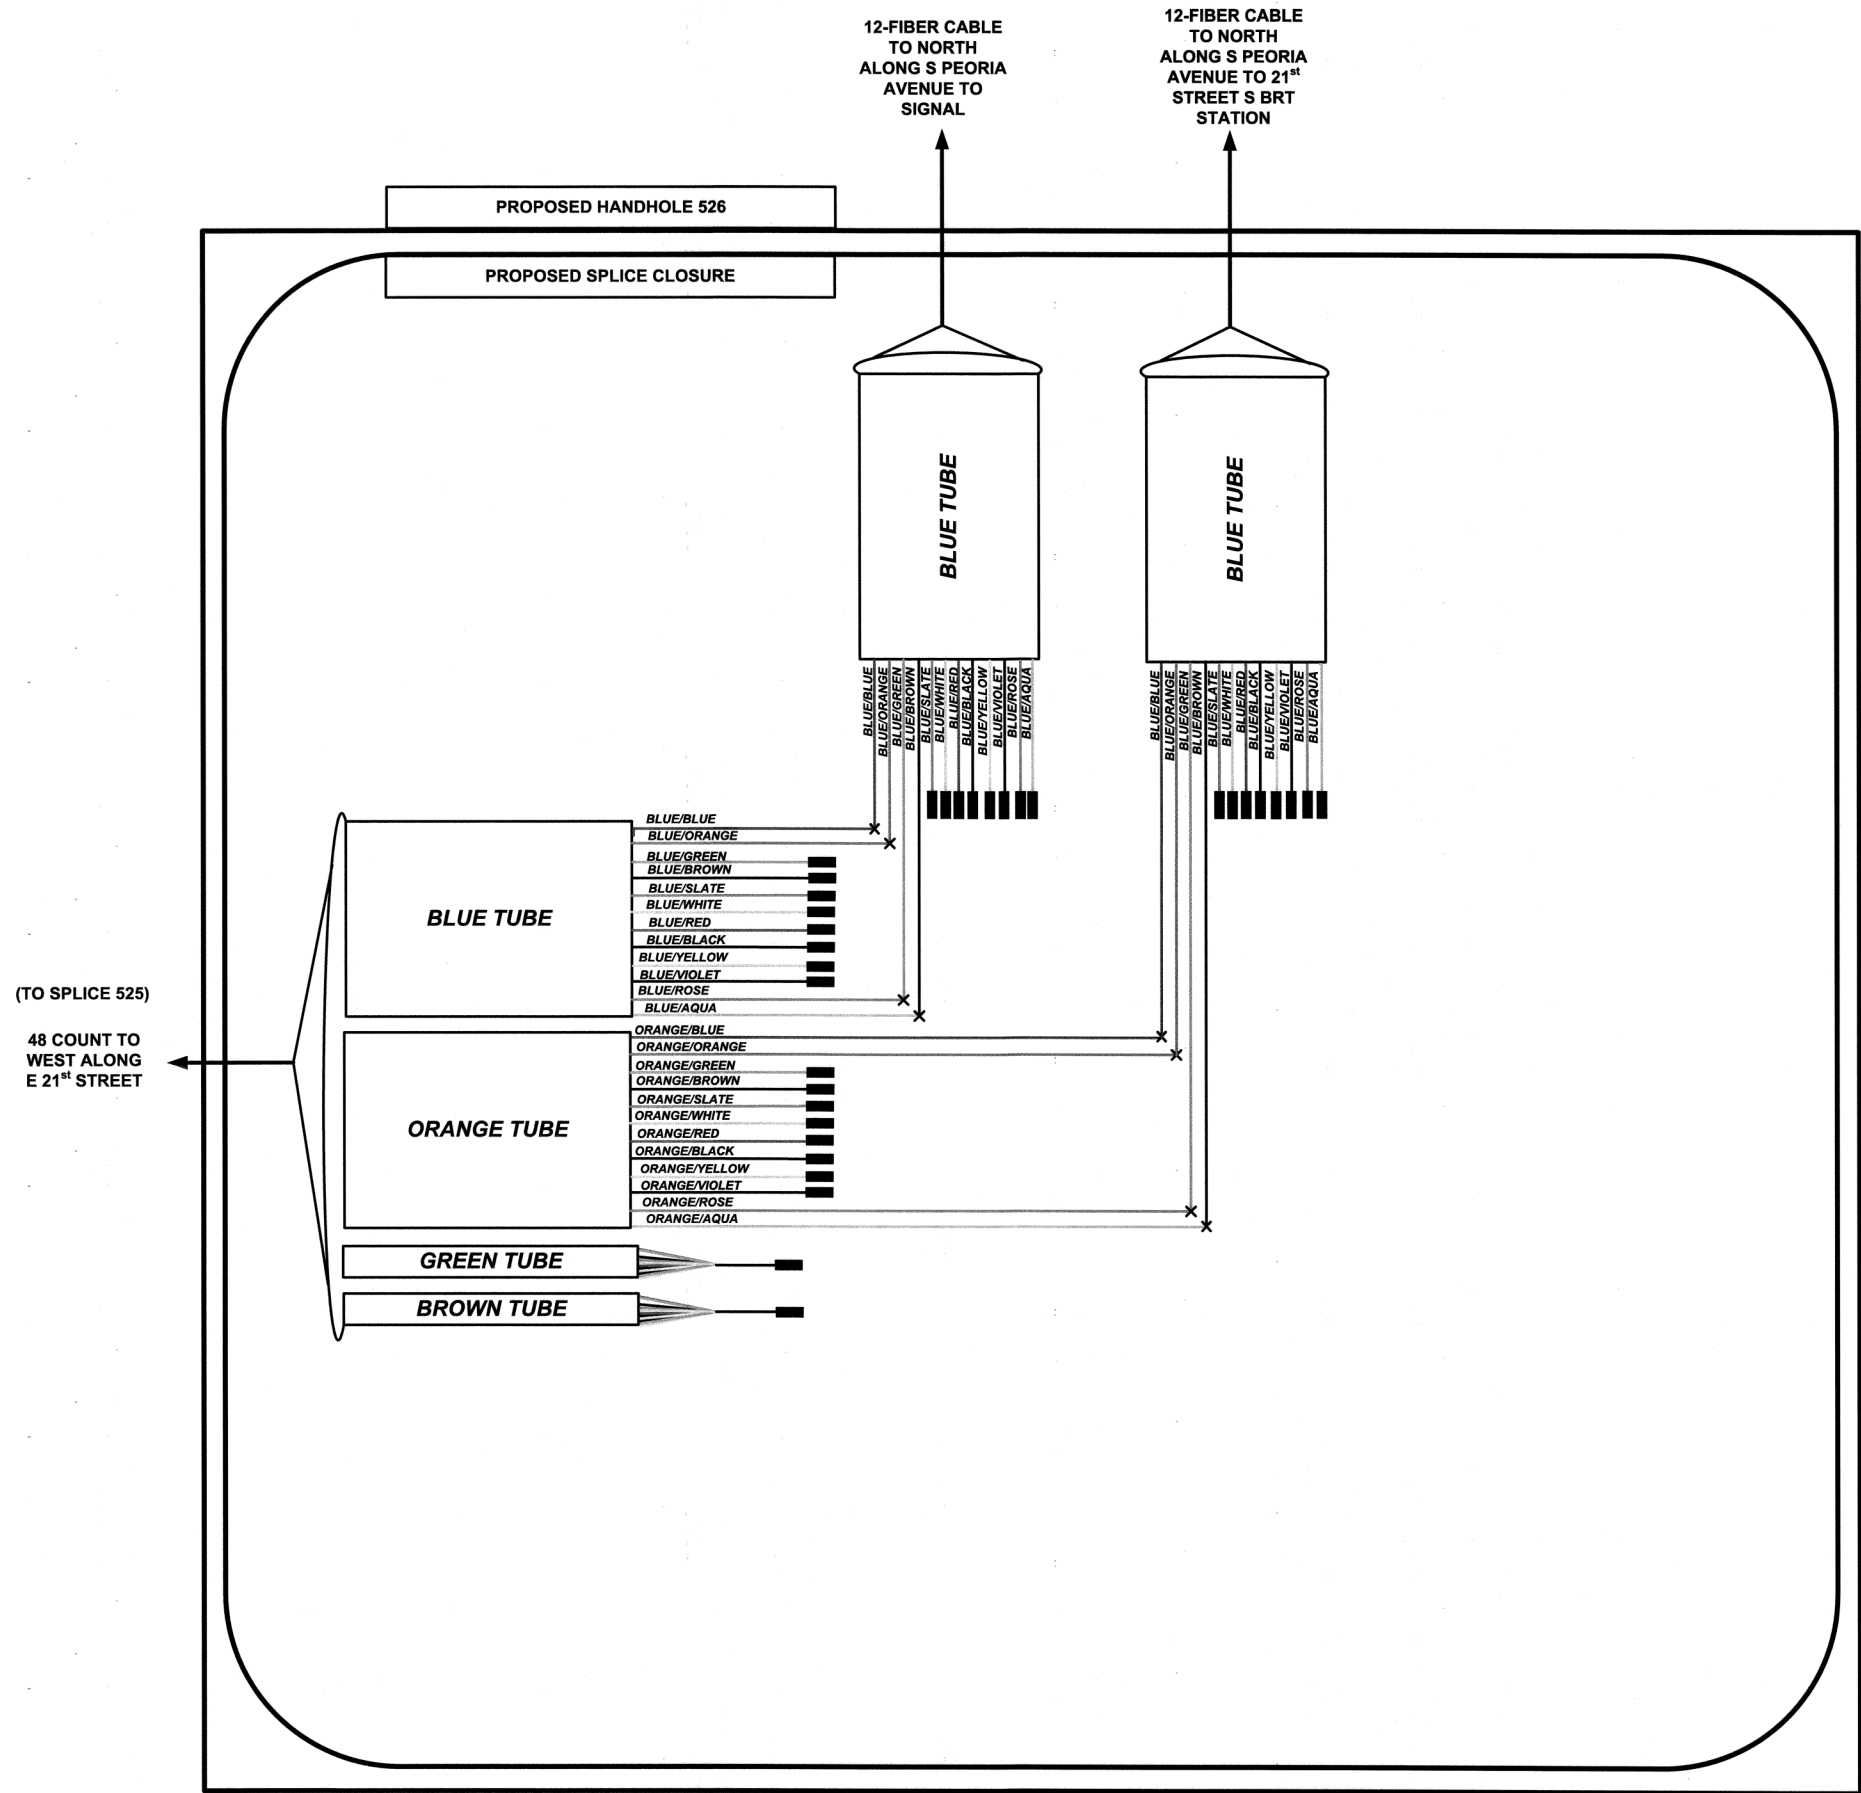 12-FIBER CABLE
TO NORTH
ALONG S PEORIA
AVENUE TO
SIGNAL
12-FIBER CABLE
TO NORTH
ALONG S PEORIA
AVENUE TO 21st
STREET S BRT
STATION
PROPOSED HANDHOLE 526
PROPOSED SPLICE CLOSURE
BLUE TUBE
BLUE/BLUE
BLUE/ORANGE
BLUE/GREEN
BLUE/BROWN
BLUE/SLATE
BLUE/WHITE
BLUE/RED
BLUE/BLACK
BLUE/YELLOW
BLUE/VIOLET
BLUE/ROSE
BLUE/AQUA
BLUE TUBE
BLUE/BLUE
BLUE/ORANGE
BLUE/GREEN
BLUE/BROWN
BLUE/SLATE
BLUE/WHITE
BLUE/RED
BLUE/BLACK
BLUE/YELLOW
BLUE/VIOLET
BLUE/ROSE
BLUE/AQUA
(TO SPLICE 525)
48 COUNT TO
WEST ALONG
E 21st STREET
BLUE TUBE
BLUE/BLUE
BLUE/ORANGE
BLUE/GREEN
BLUE/BROWN
BLUE/SLATE
BLUE/WHITE
BLUE/RED
BLUE/BLACK
BLUE/YELLOW
BLUE/VIOLET
BLUE/ROSE
BLUE/AQUA
ORANGE TUBE
ORANGE/BLUE
ORANGE/ORANGE
ORANGE/GREEN
ORANGE/BROWN
ORANGE/SLATE
ORANGE/WHITE
ORANGE/RED
ORANGE/BLACK
ORANGE/YELLOW
ORANGE/VIOLET
ORANGE/ROSE
ORANGE/AQUA
GREEN TUBE
BROWN TUBE